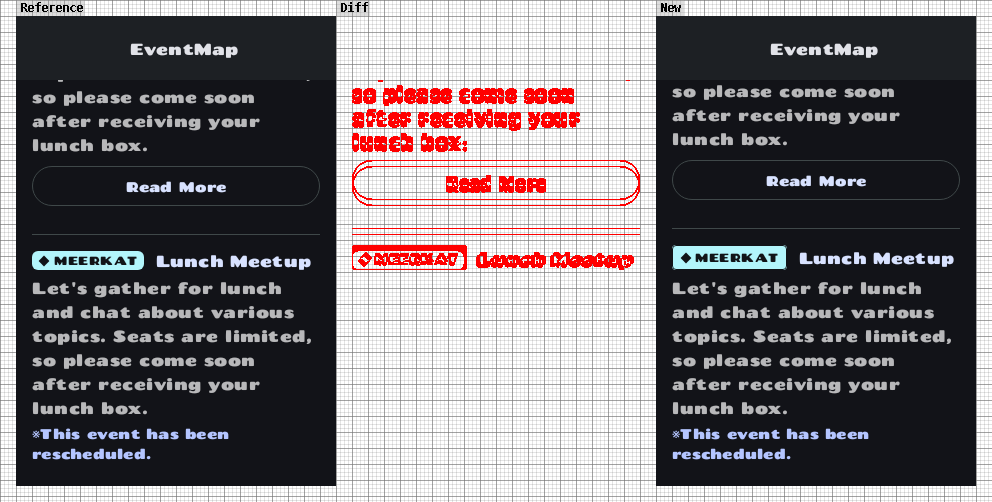 Reference
EventMap
so please come soon
after receiving your
lunch box.
Read More
◆ MEERKAT Lunch Meetup
Let's gather for lunch
and chat about various
topics. Seats are limited,
so please come soon
after receiving your
lunch box.
※This event has been
rescheduled.
Diff
so please come soon
after receiving your
lunch box.
Read More
◆ MEERKAT Lunch Meetup
New
EventMap
so please come soon
after receiving your
lunch box.
Read More
◆ MEERKAT Lunch Meetup
Let's gather for lunch
and chat about various
topics. Seats are limited,
so please come soon
after receiving your
lunch box.
※This event has been
rescheduled.